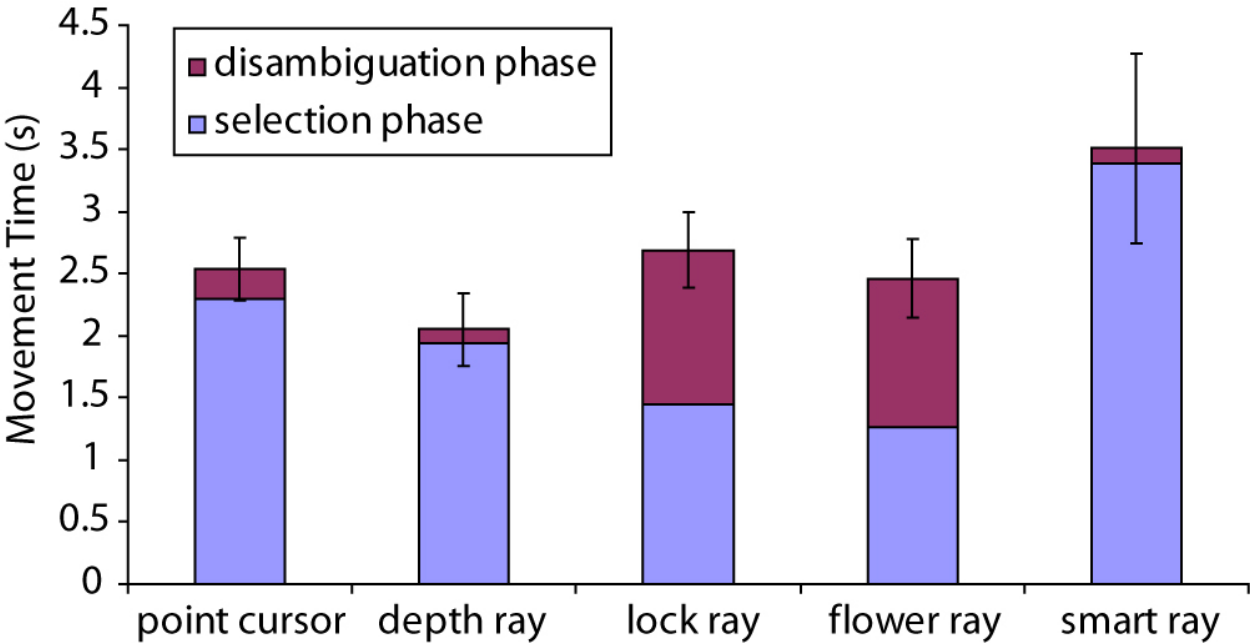 Movement Time (s)
4.5
4
3.5
3
2.5
2
1.5
1
0.5
0
disambiguation phase
selection phase
point cursor
depth ray
lock ray
flower ray
smart ray